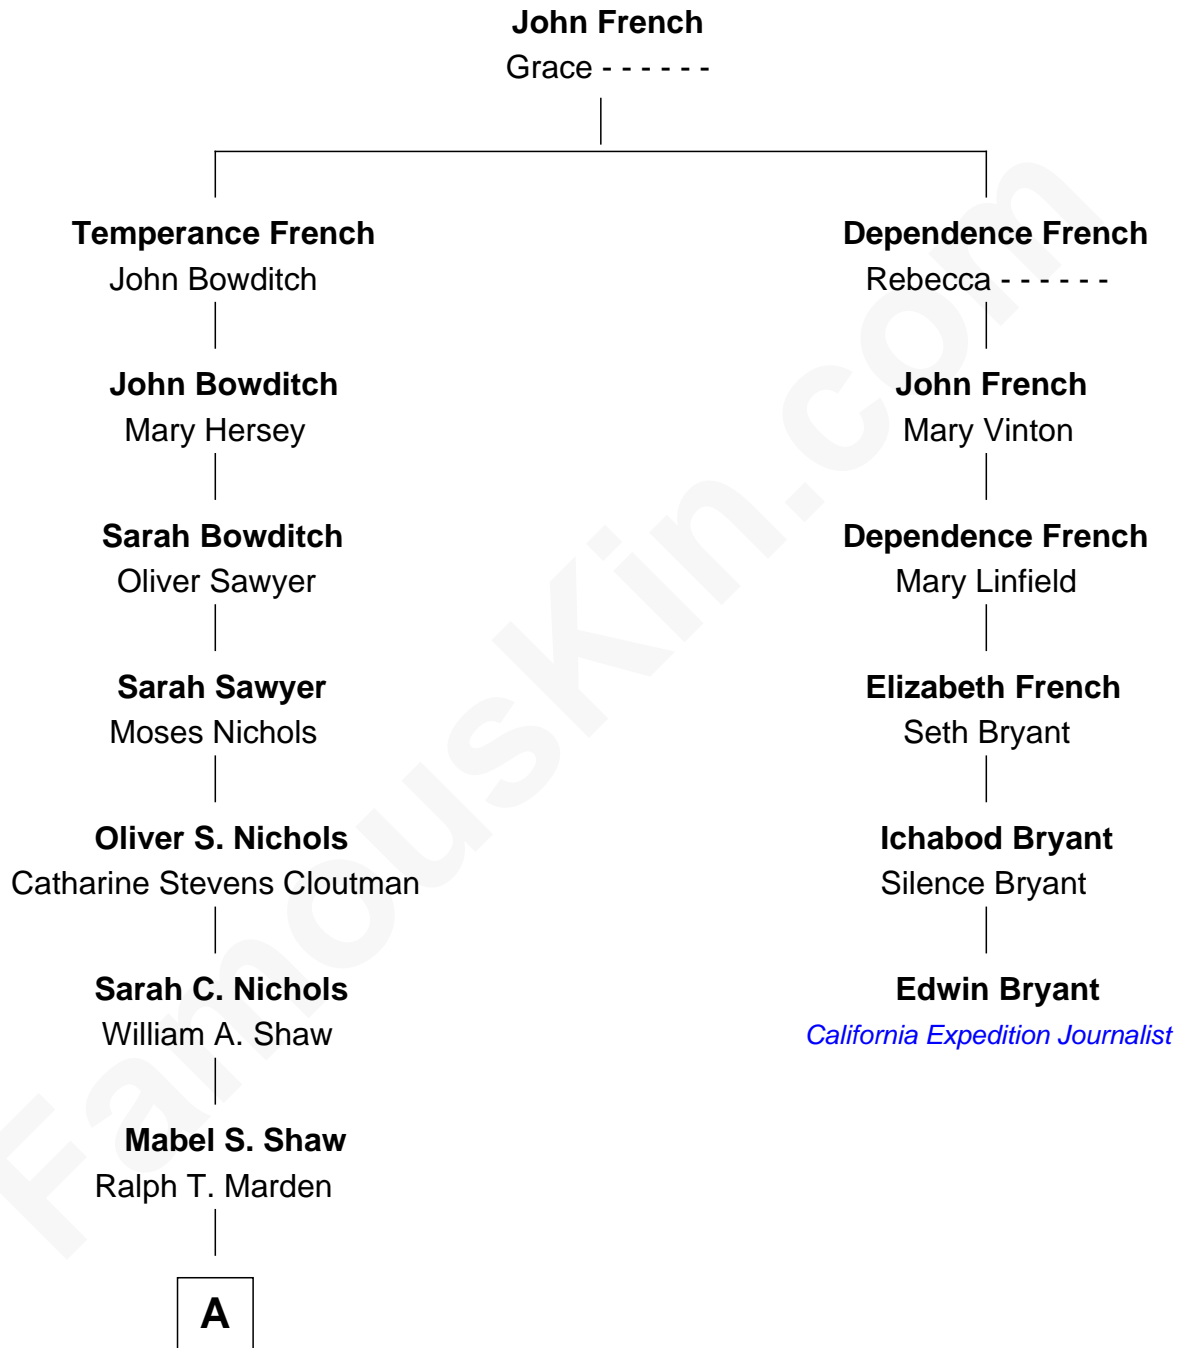 John French
Grace - - - - - -
Temperance French
John Bowditch
Dependence French
Rebecca - - - - - -
John Bowditch
Mary Hersey
John French
Mary Vinton
Sarah Bowditch
Oliver Sawyer
Dependence French
Mary Linfield
Sarah Sawyer
Moses Nichols
Elizabeth French
Seth Bryant
Oliver S. Nichols
Catharine Stevens Cloutman
Ichabod Bryant
Silence Bryant
Sarah C. Nichols
William A. Shaw
Edwin Bryant
California Expedition Journalist
Mabel S. Shaw
Ralph T. Marden
A
FamousKin.com